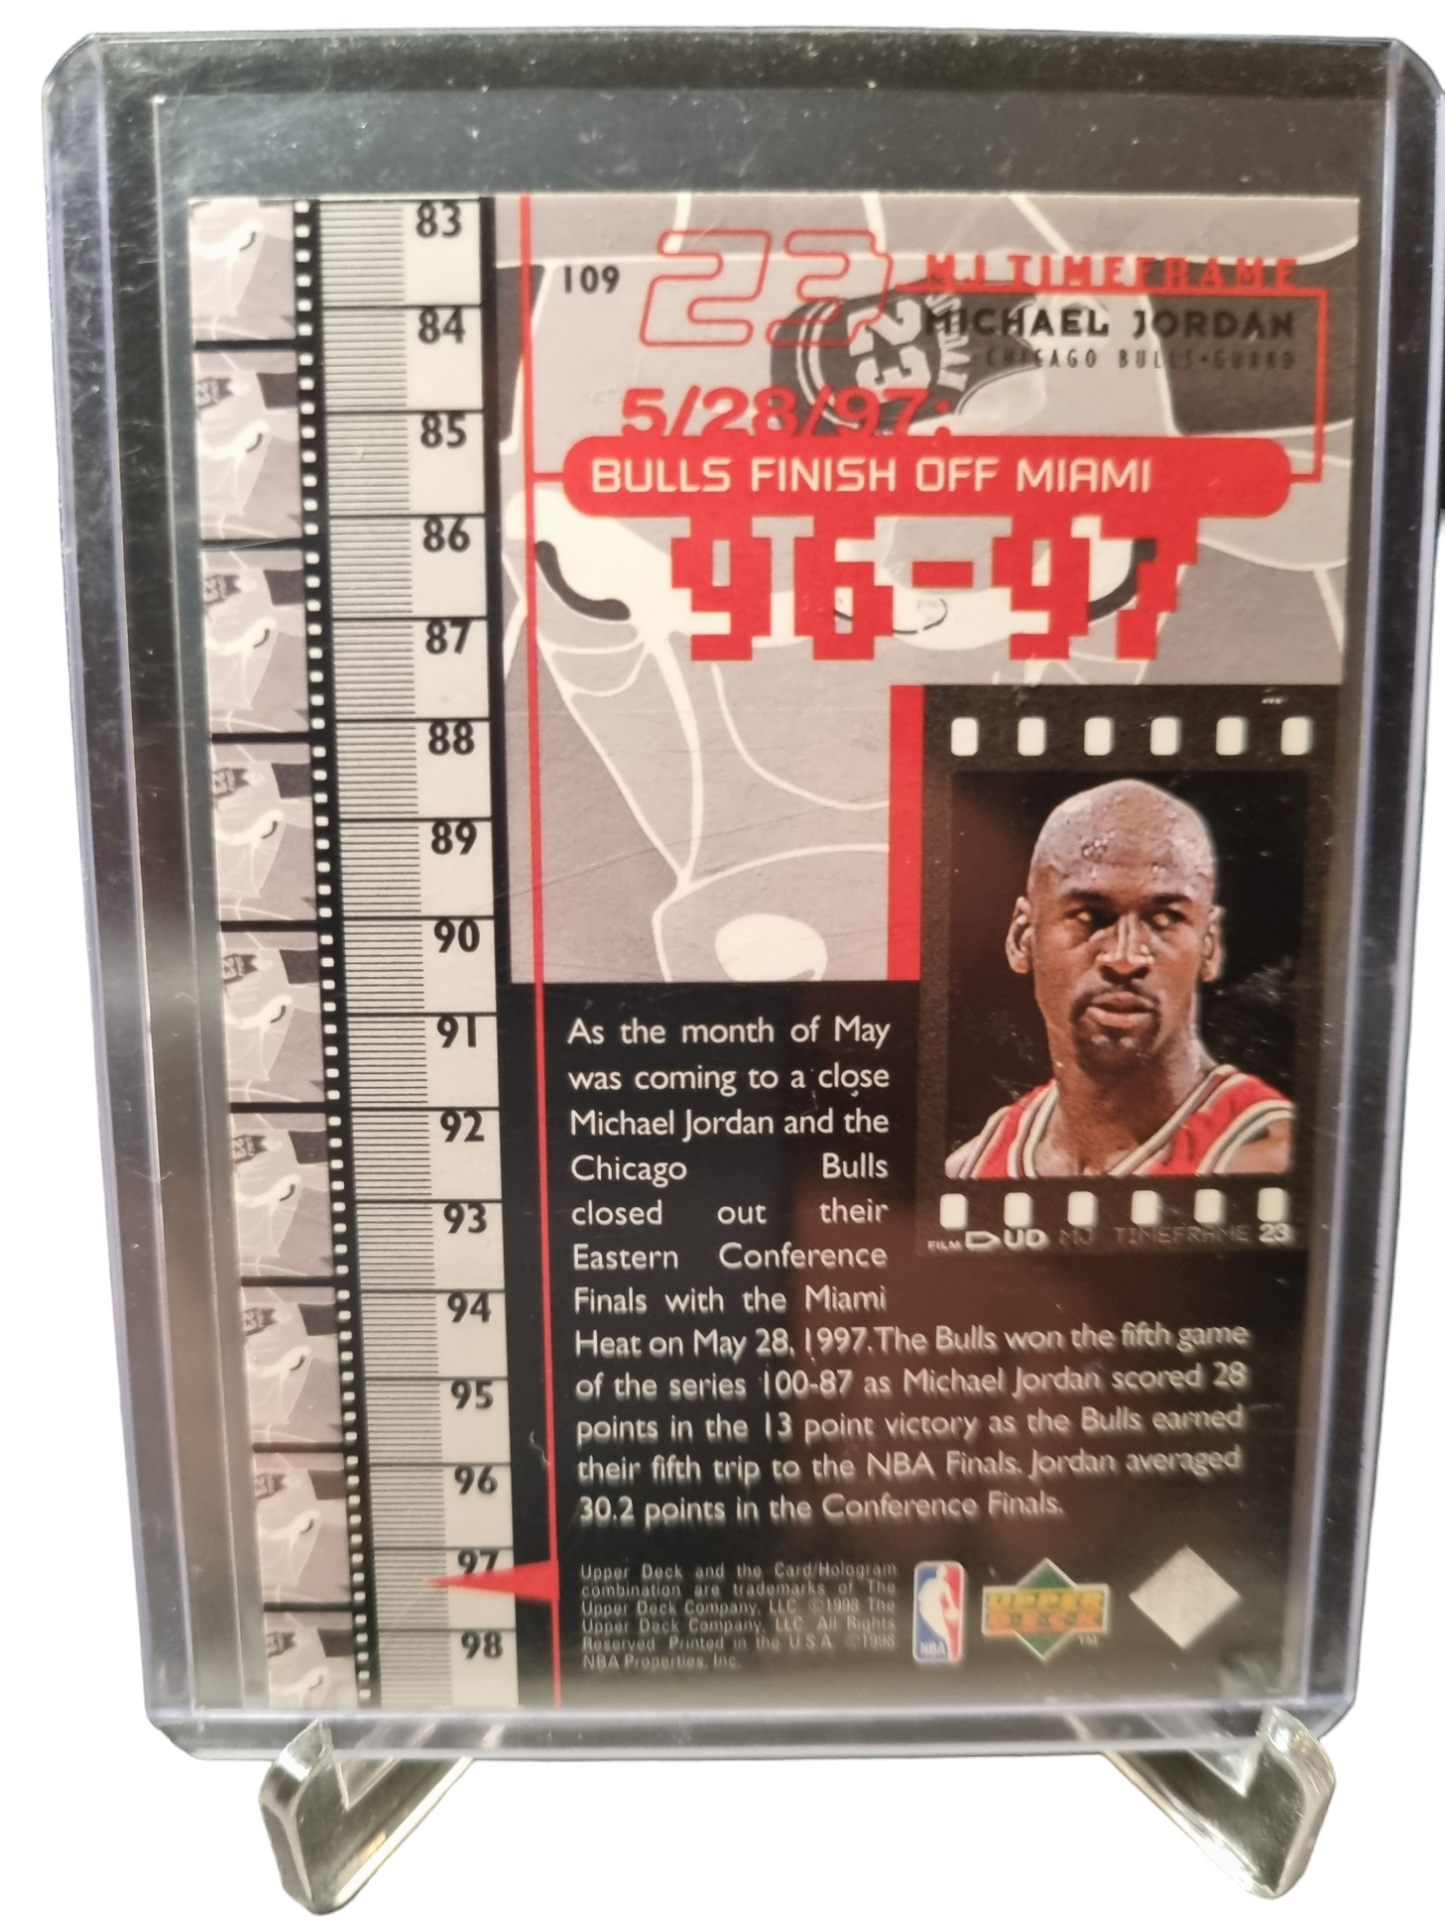 83
84
85
86
87
88
89
90
91
92
93
94
95
96
97
98
109
23
MJ TIMEFRAME
MICHAEL JORDAN
CHICAGO BULLS•GUARD
5/28/97:
BULLS FINISH OFF MIAMI
96-97
FILM UD MJ TIMEFRAME 23
As the month of May
was coming to a close
Michael Jordan and the
Chicago Bulls
closed out their
Eastern Conference
Finals with the Miami
Heat on May 28, 1997. The Bulls won the fifth game
of the series 100-87 as Michael Jordan scored 28
points in the 13 point victory as the Bulls earned
their fifth trip to the NBA Finals. Jordan averaged
30.2 points in the Conference Finals.
Upper Deck and the Card/Hologram
combination are trademarks of The
Upper Deck Company, LLC. ©1998 The
Upper Deck Company, LLC. All Rights
Reserved. Printed in the U.S.A. ©1998
NBA Properties, Inc.
NBA
UPPER
DECK
TM